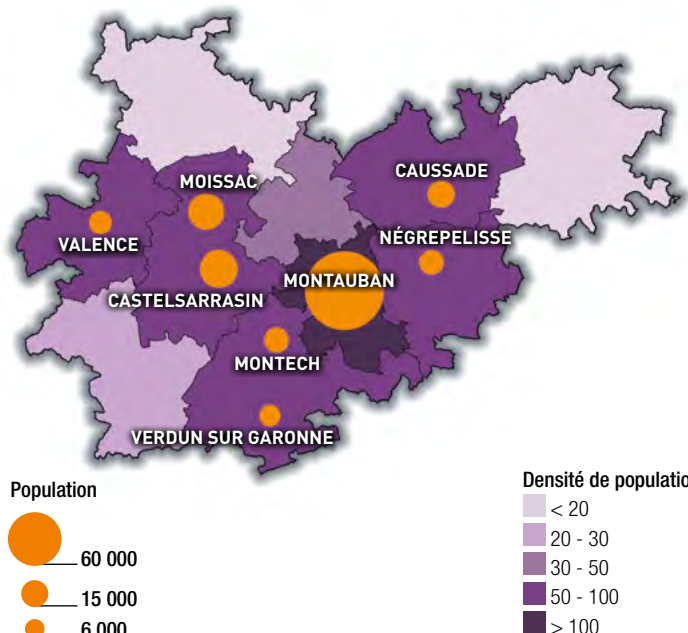 MOISSAC
CAUSSADE
VALENCE
NÉGREPELISSE
CASTELSARRASIN
MONTAUBAN
MONTECH
VERDUN SUR GARONNE
Population
60 000
15 000
6 000
Densité de populatio
< 20
20 - 30
30 - 50
50 - 100
> 100